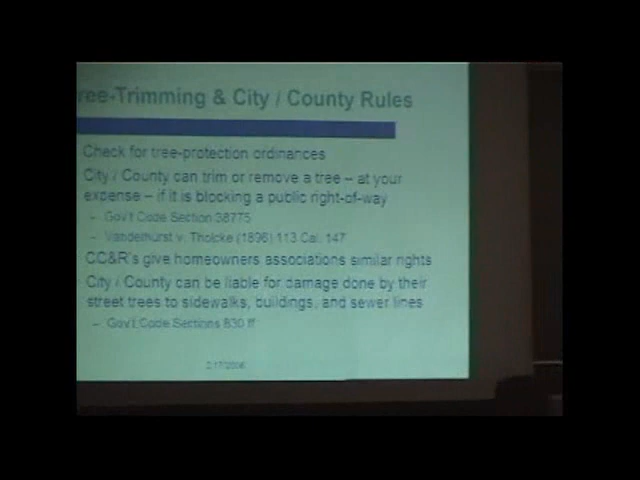 ree-Trimming & City / County Rules
Check for tree-protection ordinances
City / County can trim or remove a tree – at your
expense – if it is blocking a public right-of-way
– Gov't Code Section 38775
– Vanderhurst v. Tholcke (1896) 113 Cal. 147
CC&R's give homeowners associations similar rights
City / County can be liable for damage done by their
street trees to sidewalks, buildings, and sewer lines
– Gov't Code Sections 830 ff